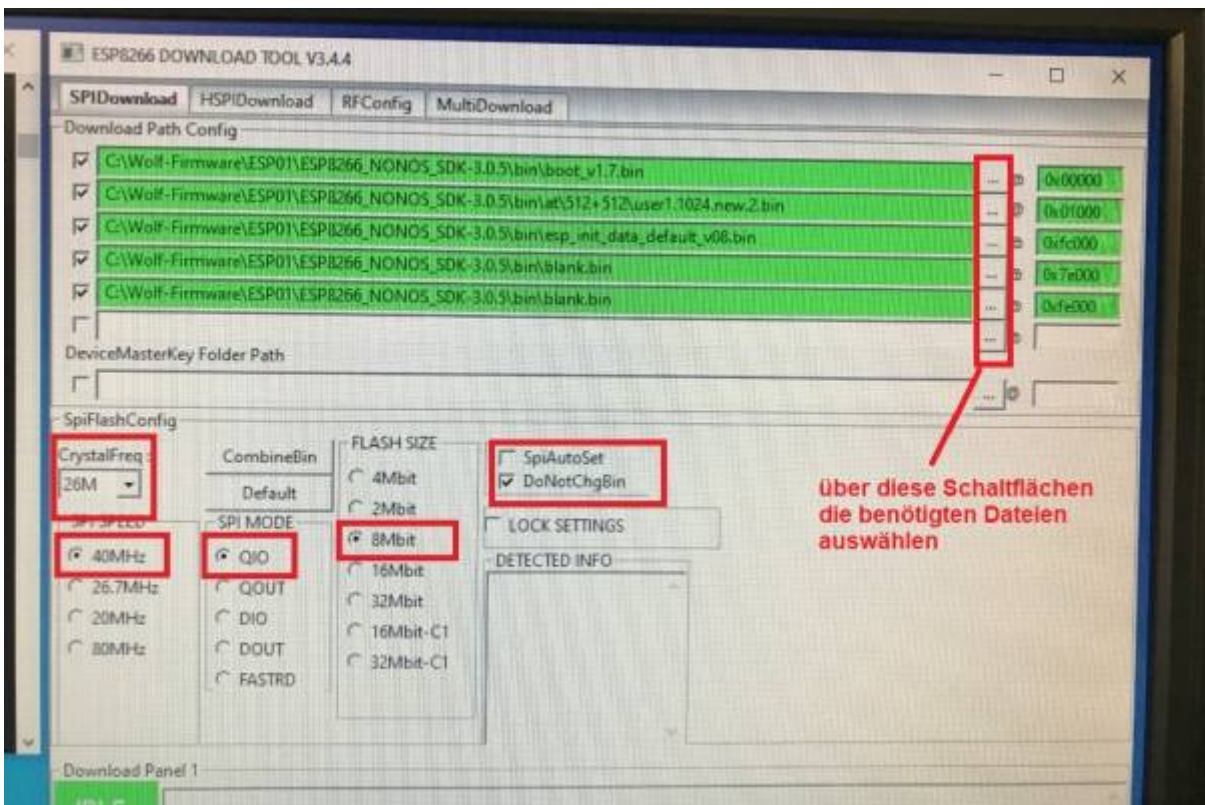 ESP8266 DOWNLOAD TOOL V3.4.4
SPIDownload HSPIDownload RFConfig MultiDownload
Download Path Config
C:\Wolf-Firmware\ESP01\ESP8266_NONOS_SDK-3.0.5\bin\boot_v1.7.bin ... @ 0x00000
C:\Wolf-Firmware\ESP01\ESP8266_NONOS_SDK-3.0.5\bin\at\512+512\user1.1024.new.2.bin ... @ 0x01000
C:\Wolf-Firmware\ESP01\ESP8266_NONOS_SDK-3.0.5\bin\esp_init_data_default_v08.bin ... @ 0xfc000
C:\Wolf-Firmware\ESP01\ESP8266_NONOS_SDK-3.0.5\bin\blank.bin ... @ 0x7e000
C:\Wolf-Firmware\ESP01\ESP8266_NONOS_SDK-3.0.5\bin\blank.bin ... @ 0xfe000
... @
DeviceMasterKey Folder Path
... @
SpiFlashConfig
CrystalFreq :
26M
CombineBin
Default
SPI SPEED
40MHz
26.7MHz
20MHz
80MHz
SPI MODE
QIO
QOUT
DIO
DOUT
FASTRD
FLASH SIZE
4Mbit
2Mbit
8Mbit
16Mbit
32Mbit
16Mbit-C1
32Mbit-C1
SpiAutoSet
DoNotChgBin
LOCK SETTINGS
DETECTED INFO
über diese Schaltflächen
die benötigten Dateien
auswählen
Download Panel 1